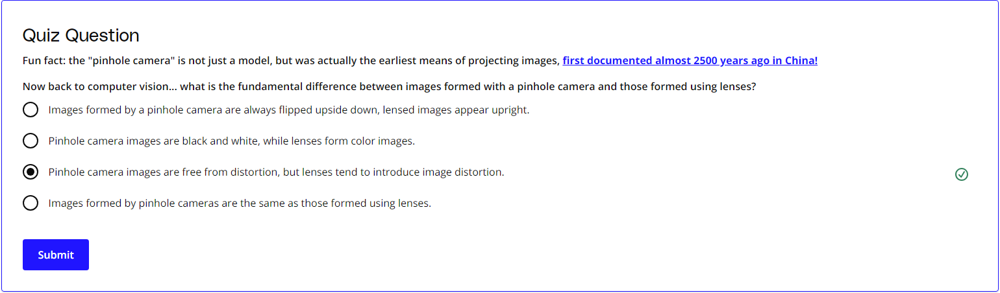 Quiz Question
Fun fact: the "pinhole camera" is not just a model, but was actually the earliest means of projecting images, first documented almost 2500 years ago in China!
Now back to computer vision... what is the fundamental difference between images formed with a pinhole camera and those formed using lenses?
Images formed by a pinhole camera are always flipped upside down, lensed images appear upright.
Pinhole camera images are black and white, while lenses form color images.
Pinhole camera images are free from distortion, but lenses tend to introduce image distortion.
Images formed by pinhole cameras are the same as those formed using lenses.
Submit